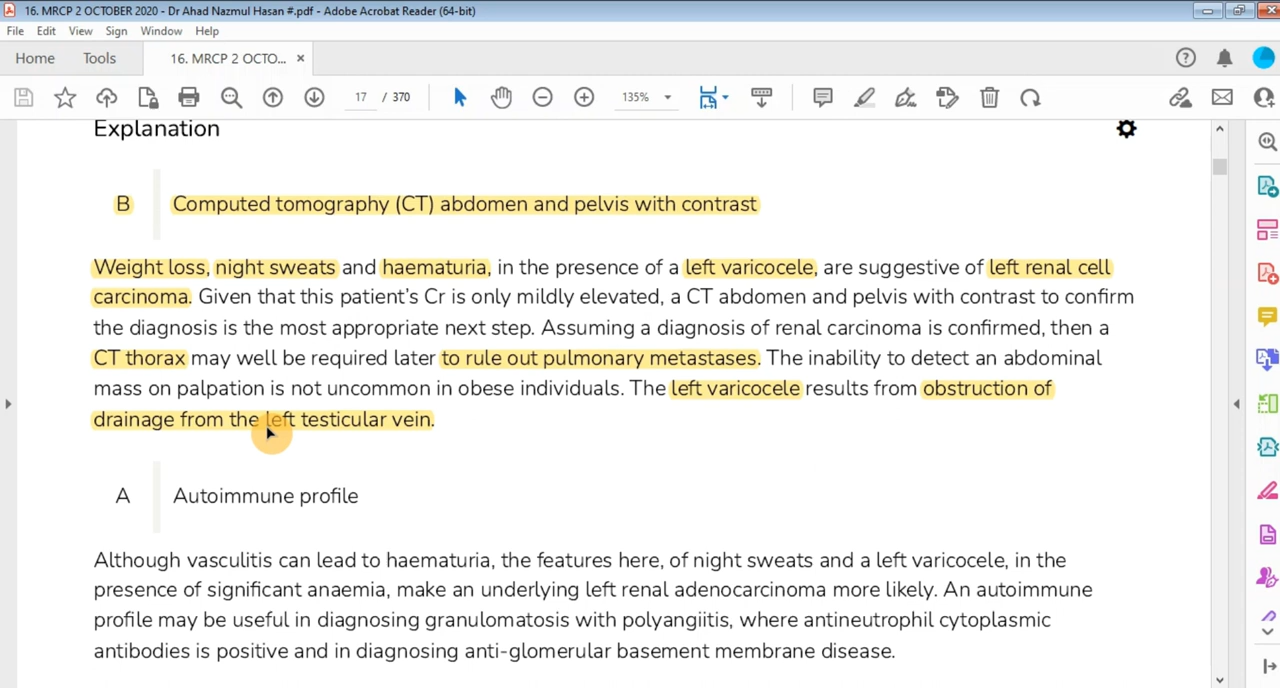 16. MRCP 2 OCTOBER 2020 - Dr Ahad Nazmul Hasan #.pdf - Adobe Acrobat Reader (64-bit)
File Edit View Sign Window Help
Home Tools 16. MRCP 2 OCTO... ×
17 / 370 135%
Explanation
B Computed tomography (CT) abdomen and pelvis with contrast
Weight loss, night sweats and haematuria, in the presence of a left varicocele, are suggestive of left renal cell
carcinoma. Given that this patient's Cr is only mildly elevated, a CT abdomen and pelvis with contrast to confirm
the diagnosis is the most appropriate next step. Assuming a diagnosis of renal carcinoma is confirmed, then a
CT thorax may well be required later to rule out pulmonary metastases. The inability to detect an abdominal
mass on palpation is not uncommon in obese individuals. The left varicocele results from obstruction of
drainage from the left testicular vein.
A Autoimmune profile
Although vasculitis can lead to haematuria, the features here, of night sweats and a left varicocele, in the
presence of significant anaemia, make an underlying left renal adenocarcinoma more likely. An autoimmune
profile may be useful in diagnosing granulomatosis with polyangiitis, where antineutrophil cytoplasmic
antibodies is positive and in diagnosing anti-glomerular basement membrane disease.